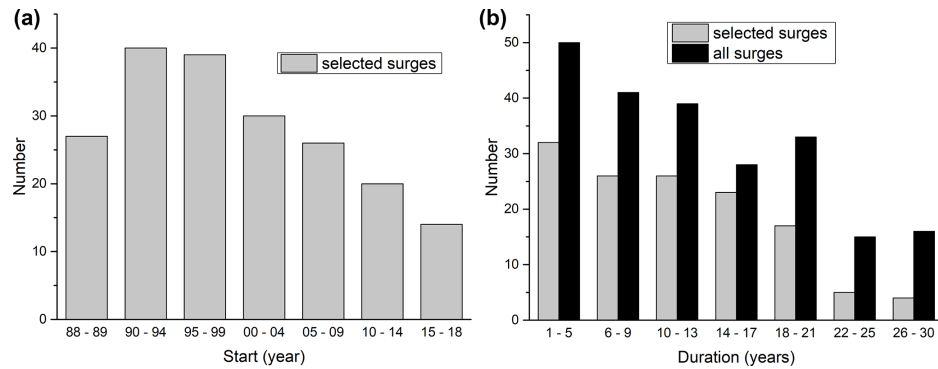 (a)
selected surges
40
30
20
10
0
Number
88 - 89 90 - 94 95 - 99 00 - 04 05 - 09 10 - 14 15 - 18
Start (year)
(b)
selected surges
all surges
50
40
30
20
10
0
Number
1 - 5 6 - 9 10 - 13 14 - 17 18 - 21 22 - 25 26 - 30
Duration (years)